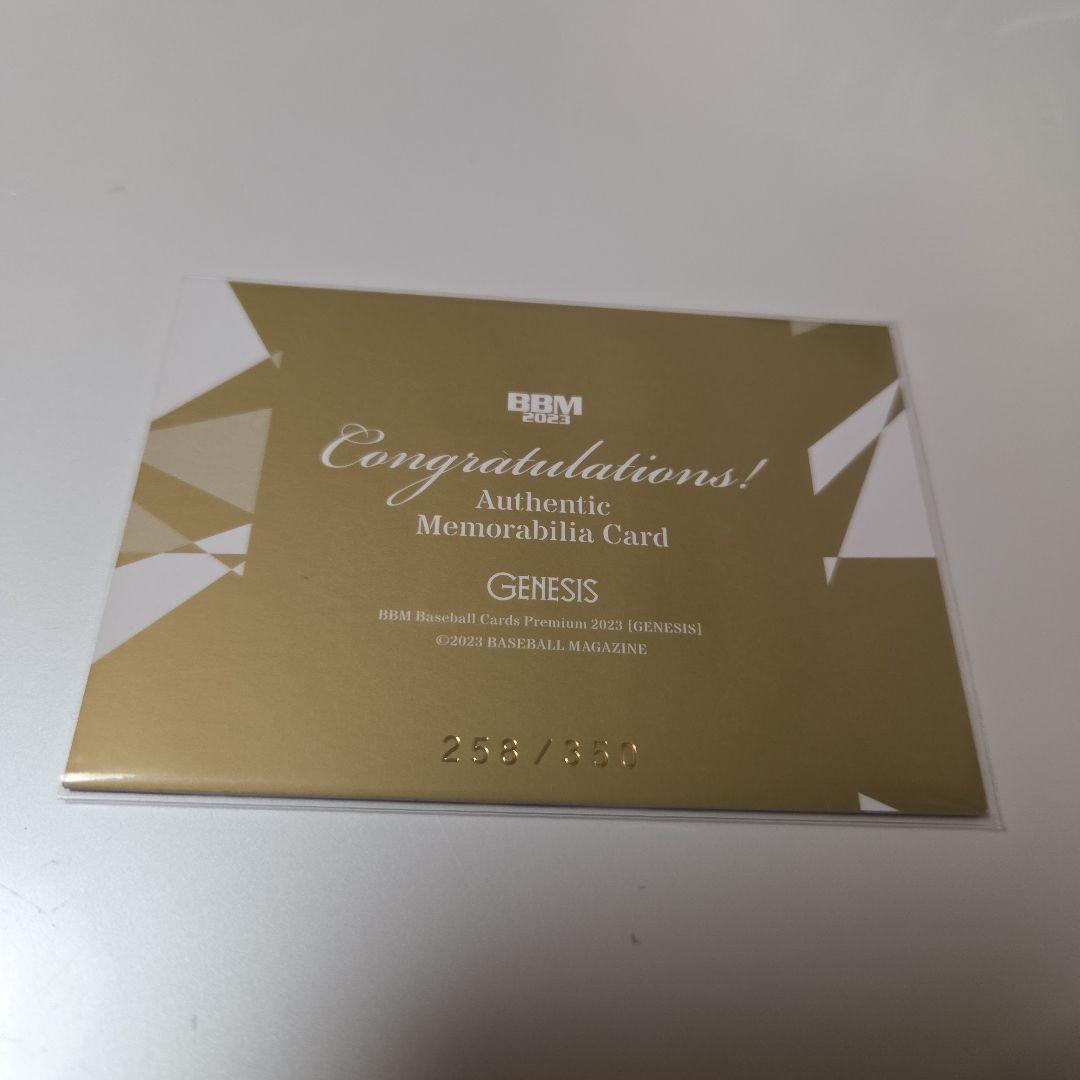 BBM
2023
Congratulations!
Authentic
Memorabilia Card
GENESIS
BBM Baseball Cards Premium 2023 [GENESIS]
©2023 BASEBALL MAGAZINE
258/350